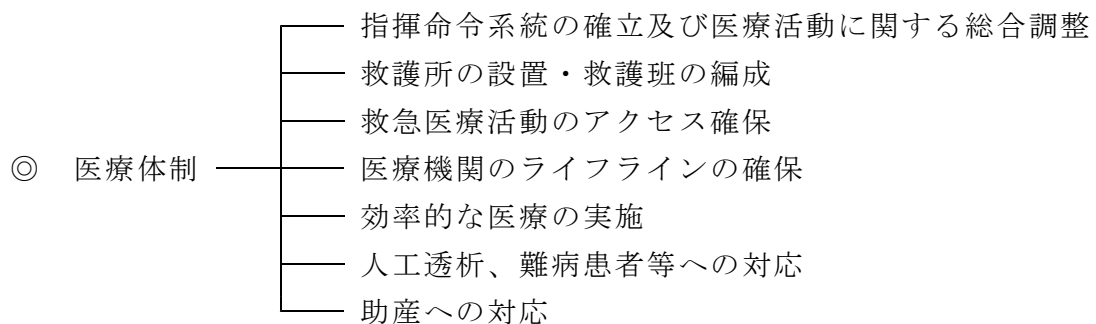 指揮命令系統の確立及び医療活動に関する総合調整
救護所の設置・救護班の編成
救急医療活動のアクセス確保
◎ 医療体制
医療機関のライフラインの確保
効率的な医療の実施
人工透析、難病患者等への対応
助産への対応